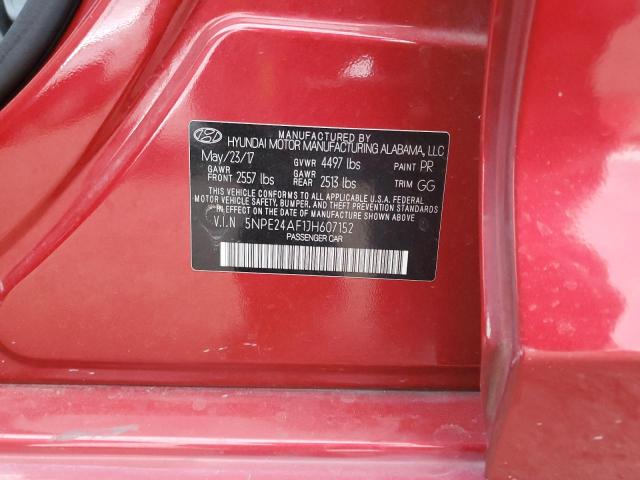 MANUFACTURED BY
HYUNDAI MOTOR MANUFACTURING ALABAMA, LLC
May/23/17 GVWR 4497 lbs PAINT PR
GAWR FRONT 2557 lbs GAWR REAR 2513 lbs TRIM GG
THIS VEHICLE CONFORMS TO ALL APPLICABLE U.S.A. FEDERAL
MOTOR VEHICLE SAFETY, BUMPER, AND THEFT PREVENTION
STANDARDS IN EFFECT ON THE DATE OF MANUFACTURE SHOWN ABOVE.
V.I.N 5NPE24AF1JH607152
PASSENGER CAR